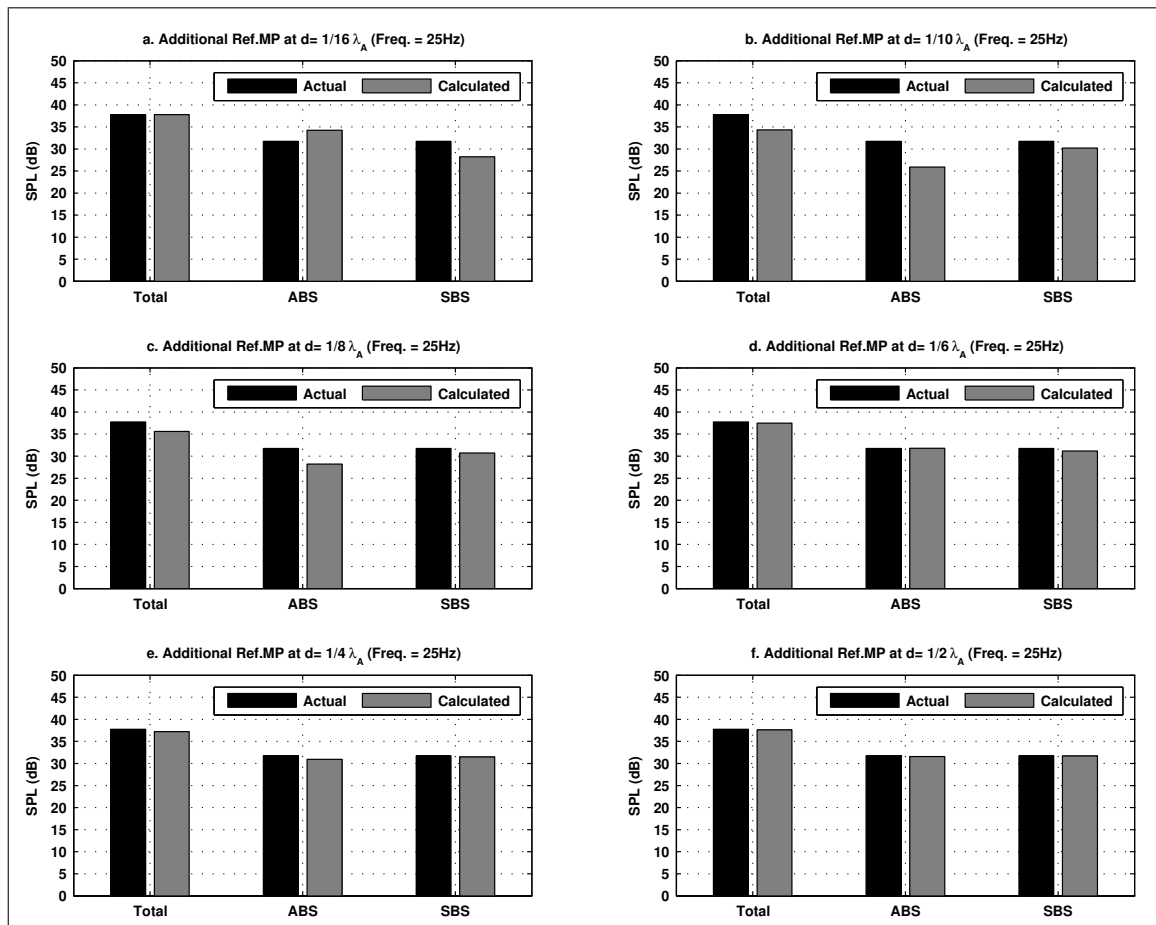 a. Additional Ref.MP at d= 1/16 λA (Freq. = 25Hz)
50
45
40
35
30
25
20
15
10
5
0
SPL (dB)
Actual Calculated
Total ABS SBS
b. Additional Ref.MP at d= 1/10 λA (Freq. = 25Hz)
50
45
40
35
30
25
20
15
10
5
0
SPL (dB)
Actual Calculated
Total ABS SBS
c. Additional Ref.MP at d= 1/8 λA (Freq. = 25Hz)
50
45
40
35
30
25
20
15
10
5
0
SPL (dB)
Actual Calculated
Total ABS SBS
d. Additional Ref.MP at d= 1/6 λA (Freq. = 25Hz)
50
45
40
35
30
25
20
15
10
5
0
SPL (dB)
Actual Calculated
Total ABS SBS
e. Additional Ref.MP at d= 1/4 λA (Freq. = 25Hz)
50
45
40
35
30
25
20
15
10
5
0
SPL (dB)
Actual Calculated
Total ABS SBS
f. Additional Ref.MP at d= 1/2 λA (Freq. = 25Hz)
50
45
40
35
30
25
20
15
10
5
0
SPL (dB)
Actual Calculated
Total ABS SBS